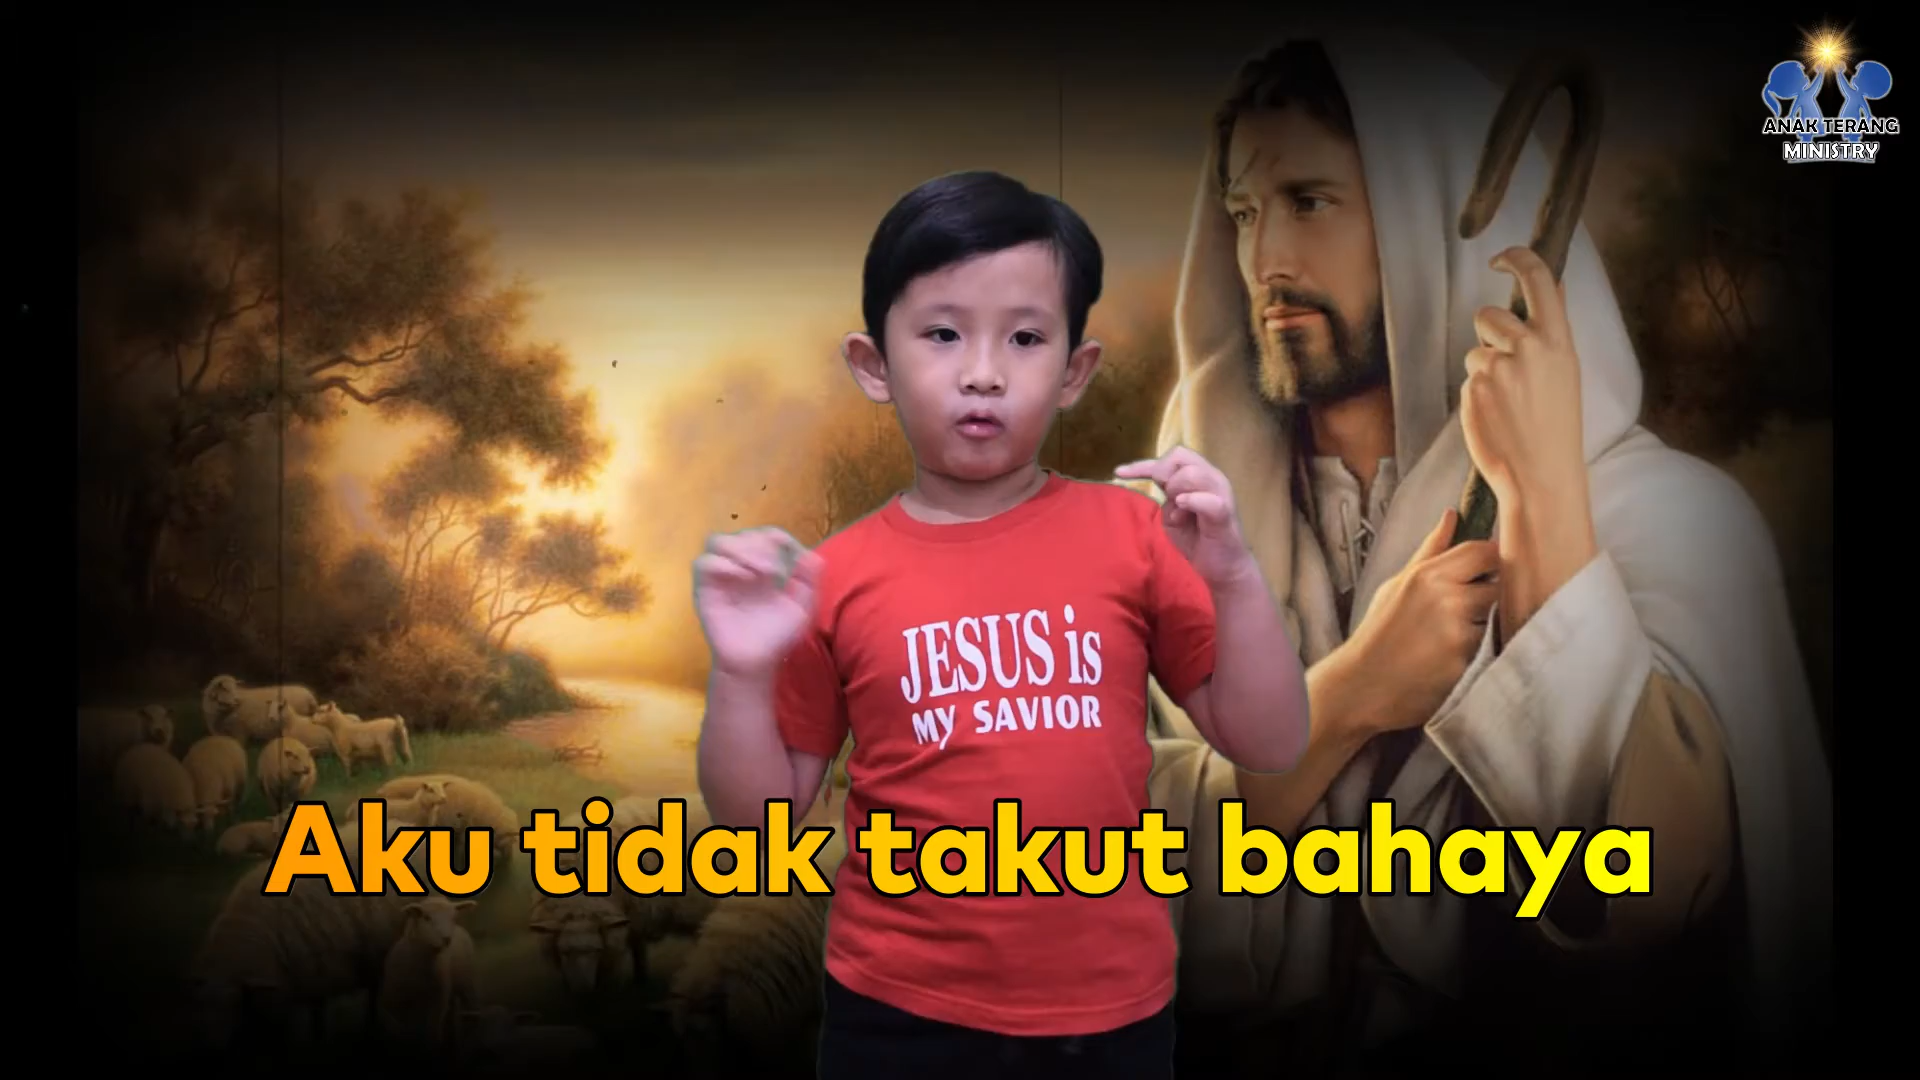 ANAK TERANG
MINISTRY
JESUS is
MY SAVIOR
Aku tidak takut bahaya